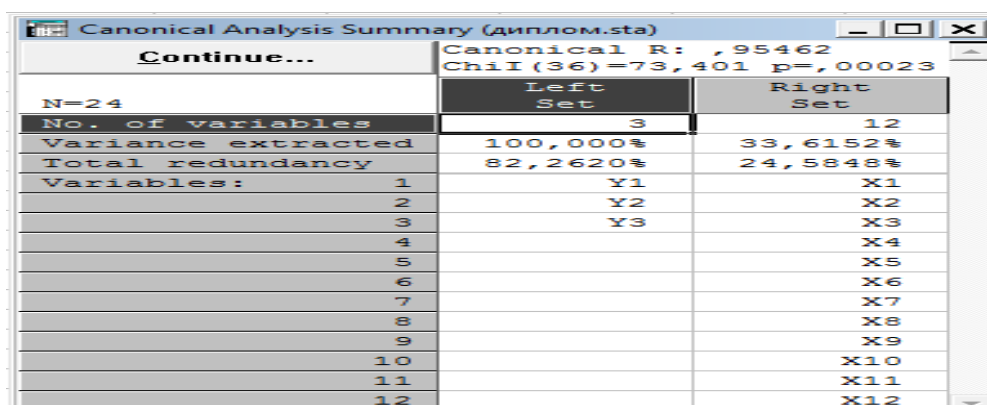 Canonical Analysis Summary (диплом.sta)
Continue...
Canonical R: ,95462
ChiI(36)=73,401 p=,00023
N=24
Left Set
Right Set
No. of variables 3 12
Variance extracted 100,000% 33,6152%
Total redundancy 82,2620% 24,5848%
Variables: 1 Y1 X1
2 Y2 X2
3 Y3 X3
4 X4
5 X5
6 X6
7 X7
8 X8
9 X9
10 X10
11 X11
12 X12